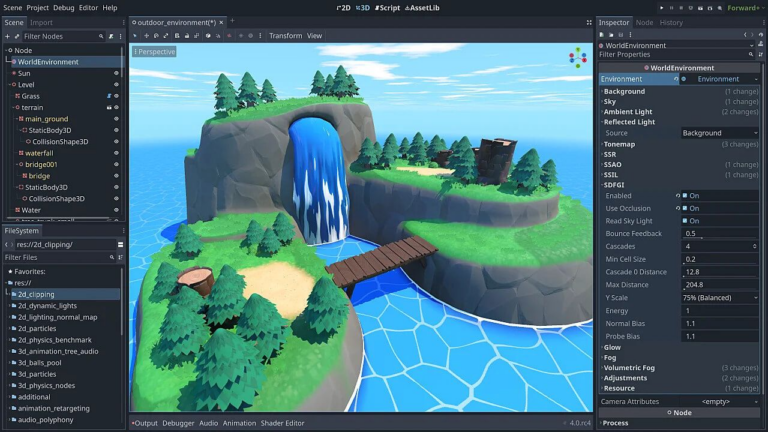 Scene Project Debug Editor Help
2D 3D Script AssetLib
Forward+
Scene Import
Filter Nodes
Node
WorldEnvironment
Sun
Level
Grass
terrain
main_ground
StaticBody3D
CollisionShape3D
waterfall
bridge001
bridge
StaticBody3D
CollisionShape3D
Water
FileSystem
res://2d_clipping/
Filter Files
Favorites:
res://
2d_clipping
2d_dynamic_lights
2d_lighting_normal_map
2d_particles
2d_physics_benchmark
3d_animation_tree_audio
3d_balls_pool
3d_particles
3d_physics_nodes
additional
animation_retargeting
audio_polyphony
outdoor_environment(*)
Transform View
Perspective
Output Debugger Audio Animation Shader Editor
4.0.rc4
Inspector Node History
WorldEnvironment
Filter Properties
WorldEnvironment
Environment Environment
Background (1 change)
Sky (1 change)
Ambient Light (2 changes)
Reflected Light
Source Background
Tonemap (3 changes)
SSR
SSAO (1 change)
SSIL (1 change)
SDFGI
Enabled On
Use Occlusion On
Read Sky Light On
Bounce Feedback 0.5
Cascades 4
Min Cell Size 0.2
Cascade 0 Distance 12.8
Max Distance 204.8
Y Scale 75% (Balanced)
Energy 1
Normal Bias 1.1
Probe Bias 1.1
Glow
Fog
Volumetric Fog (3 changes)
Adjustments (2 changes)
Resource (1 change)
Camera Attributes <empty>
Node
Process